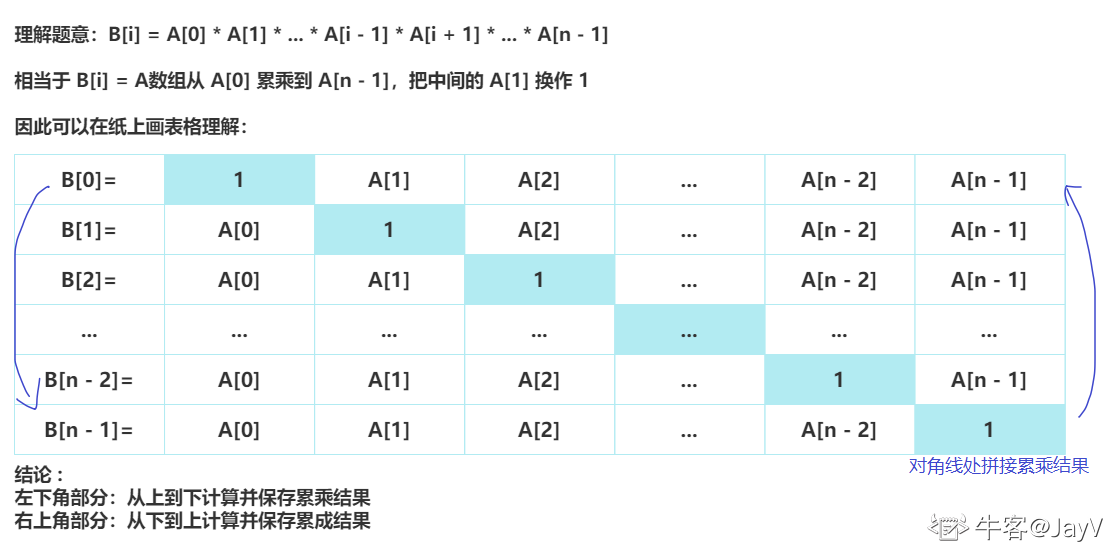 理解题意：B[i] = A[0] * A[1] * ... * A[i - 1] * A[i + 1] * ... * A[n - 1]
相当于 B[i] = A数组从 A[0] 累乘到 A[n - 1]，把中间的 A[1] 换作 1
因此可以在纸上画表格理解：
B[0]= 1 A[1] A[2] ... A[n - 2] A[n - 1]
B[1]= A[0] 1 A[2] ... A[n - 2] A[n - 1]
B[2]= A[0] A[1] 1 ... A[n - 2] A[n - 1]
... ... ... ... ... ... ...
B[n - 2]= A[0] A[1] A[2] ... 1 A[n - 1]
B[n - 1]= A[0] A[1] A[2] ... A[n - 2] 1
对角线处拼接累乘结果
结论：
左下角部分：从上到下计算并保存累乘结果
右上角部分：从下到上计算并保存累成结果
牛客@JayV